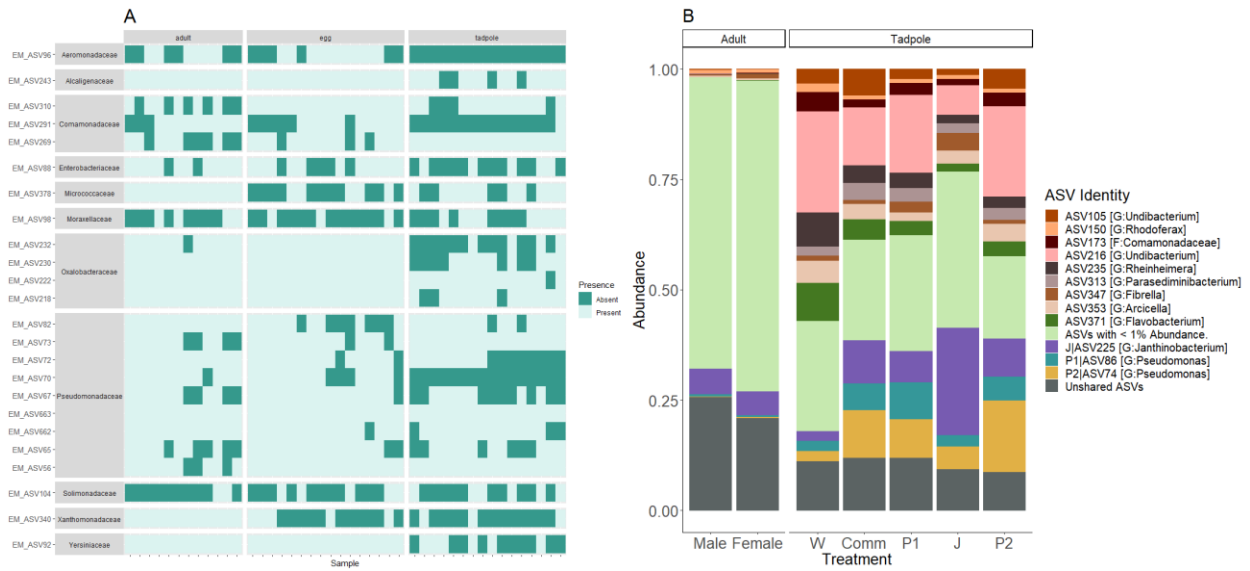 A
adult
egg
tadpole
EM_ASV96
Aeromonadaceae
EM_ASV243
Alcaligenaceae
EM_ASV310
EM_ASV291
Comamonadaceae
EM_ASV269
EM_ASV88
Enterobacteriaceae
EM_ASV378
Micrococcaceae
EM_ASV98
Moraxellaceae
EM_ASV232
EM_ASV230
Oxalobacteraceae
EM_ASV222
EM_ASV218
EM_ASV82
EM_ASV73
EM_ASV72
EM_ASV70
EM_ASV67
Pseudomonadaceae
EM_ASV663
EM_ASV662
EM_ASV65
EM_ASV56
EM_ASV104
Solimonadaceae
EM_ASV340
Xanthomonadaceae
EM_ASV92
Yersiniaceae
Sample
Presence
Absent
Present
B
Adult
Tadpole
1.00
0.75
0.50
0.25
0.00
Abundance
Male
Female
W
Comm
P1
J
P2
Treatment
ASV Identity
ASV105 [G:Undibacterium]
ASV150 [G:Rhodoferax]
ASV173 [F:Comamonadaceae]
ASV216 [G:Undibacterium]
ASV235 [G:Rheinheimera]
ASV313 [G:Parasediminibacterium]
ASV347 [G:Fibrella]
ASV353 [G:Arcicella]
ASV371 [G:Flavobacterium]
ASVs with < 1% Abundance.
J|ASV225 [G:Janthinobacterium]
P1|ASV86 [G:Pseudomonas]
P2|ASV74 [G:Pseudomonas]
Unshared ASVs